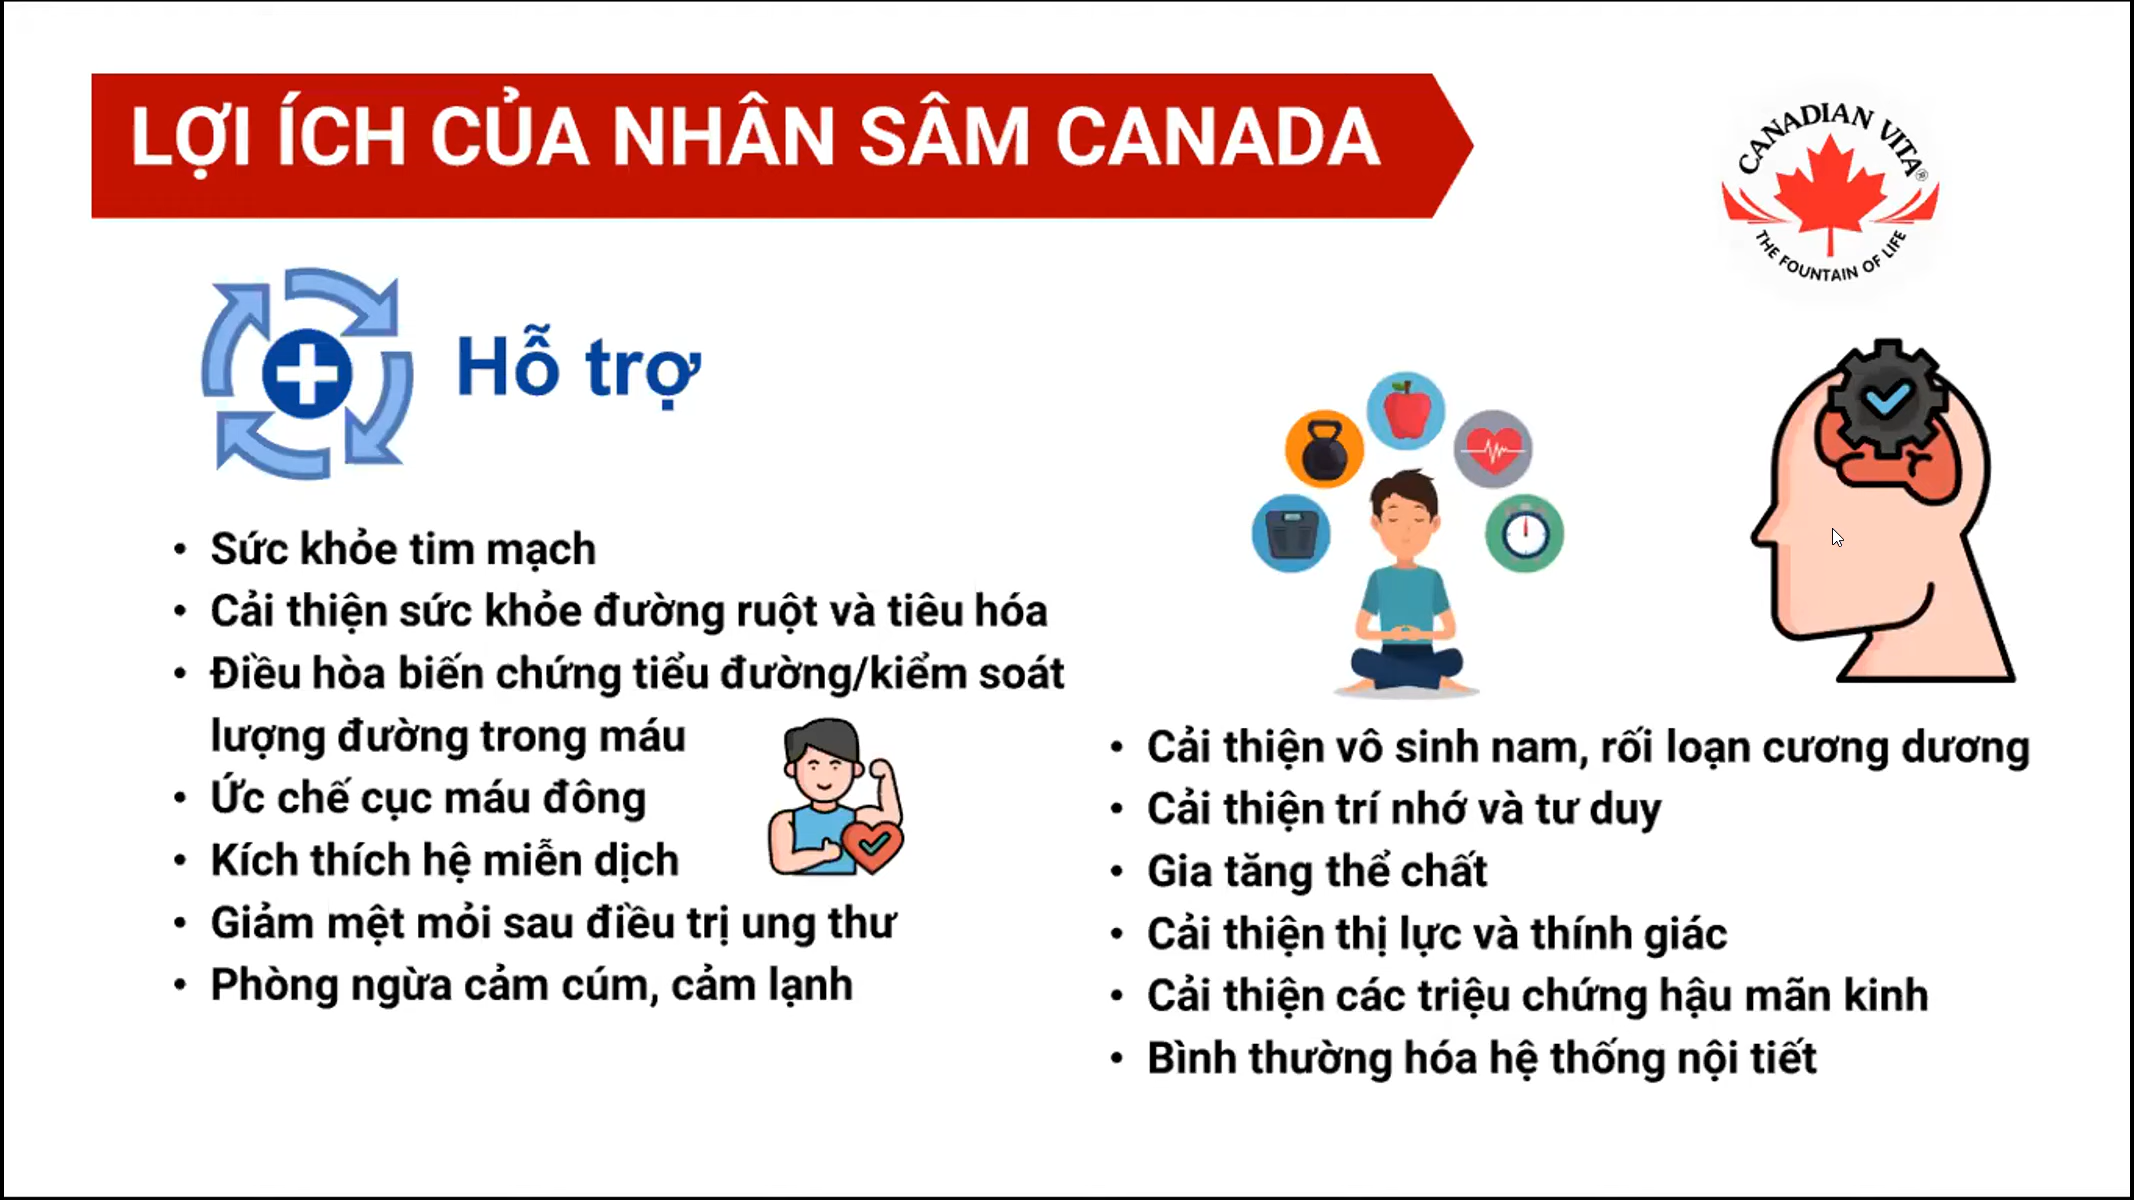 LỢI ÍCH CỦA NHÂN SÂM CANADA
CANADIAN VITA®
THE FOUNTAIN OF LIFE
Hỗ trợ
• Sức khỏe tim mạch
• Cải thiện sức khỏe đường ruột và tiêu hóa
• Điều hòa biến chứng tiểu đường/kiểm soát
lượng đường trong máu
• Ức chế cục máu đông
• Kích thích hệ miễn dịch
• Giảm mệt mỏi sau điều trị ung thư
• Phòng ngừa cảm cúm, cảm lạnh
• Cải thiện vô sinh nam, rối loạn cương dương
• Cải thiện trí nhớ và tư duy
• Gia tăng thể chất
• Cải thiện thị lực và thính giác
• Cải thiện các triệu chứng hậu mãn kinh
• Bình thường hóa hệ thống nội tiết